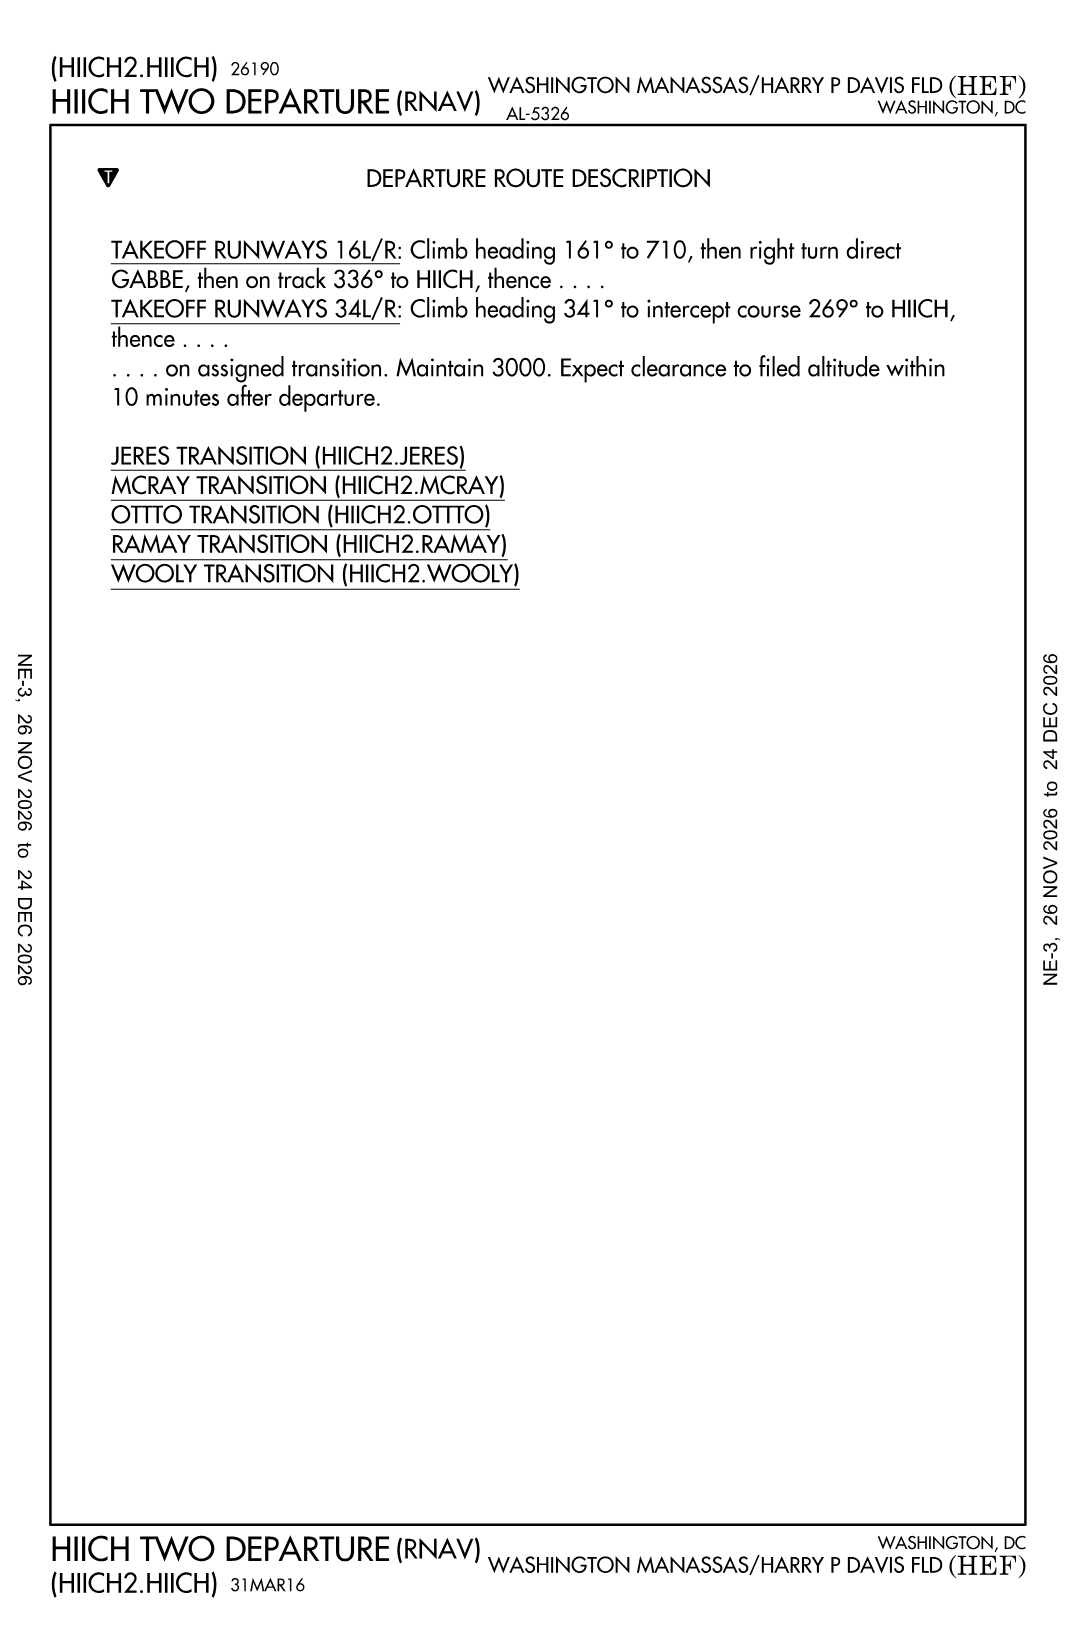 (HIICH2.HIICH) 26190
HIICH TWO DEPARTURE (RNAV)
AL-5326
WASHINGTON MANASSAS/HARRY P DAVIS FLD (HEF)
WASHINGTON, DC
T
DEPARTURE ROUTE DESCRIPTION
TAKEOFF RUNWAYS 16L/R: Climb heading 161° to 710, then right turn direct
GABBE, then on track 336° to HIICH, thence . . . .
TAKEOFF RUNWAYS 34L/R: Climb heading 341° to intercept course 269° to HIICH,
thence . . . .
. . . . on assigned transition. Maintain 3000. Expect clearance to filed altitude within
10 minutes after departure.
JERES TRANSITION (HIICH2.JERES)
MCRAY TRANSITION (HIICH2.MCRAY)
OTTTO TRANSITION (HIICH2.OTTTO)
RAMAY TRANSITION (HIICH2.RAMAY)
WOOLY TRANSITION (HIICH2.WOOLY)
NE-3, 26 NOV 2026 to 24 DEC 2026
NE-3, 26 NOV 2026 to 24 DEC 2026
HIICH TWO DEPARTURE (RNAV)
(HIICH2.HIICH) 31MAR16
WASHINGTON, DC
WASHINGTON MANASSAS/HARRY P DAVIS FLD (HEF)